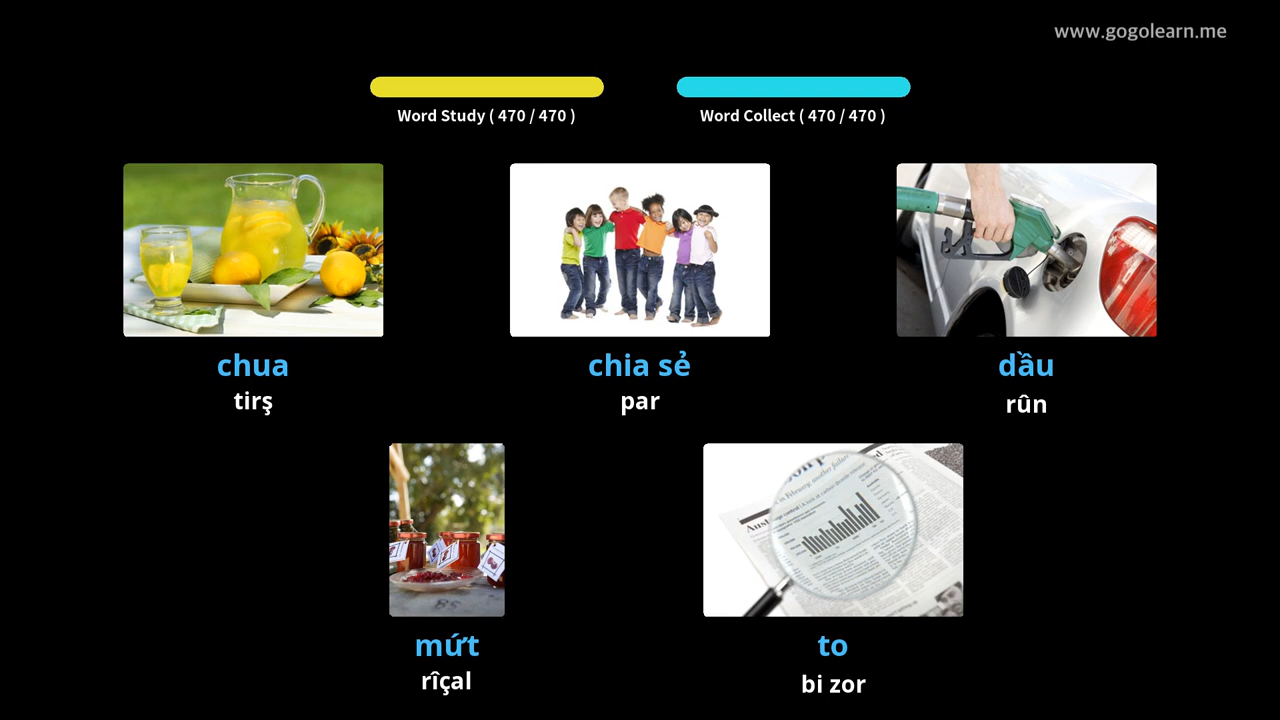 www.gogolearn.me
Word Study ( 470 / 470 )
Word Collect ( 470 / 470 )
chua
tirş
chia sẻ
par
dầu
rûn
mứt
rîçal
to
bi zor